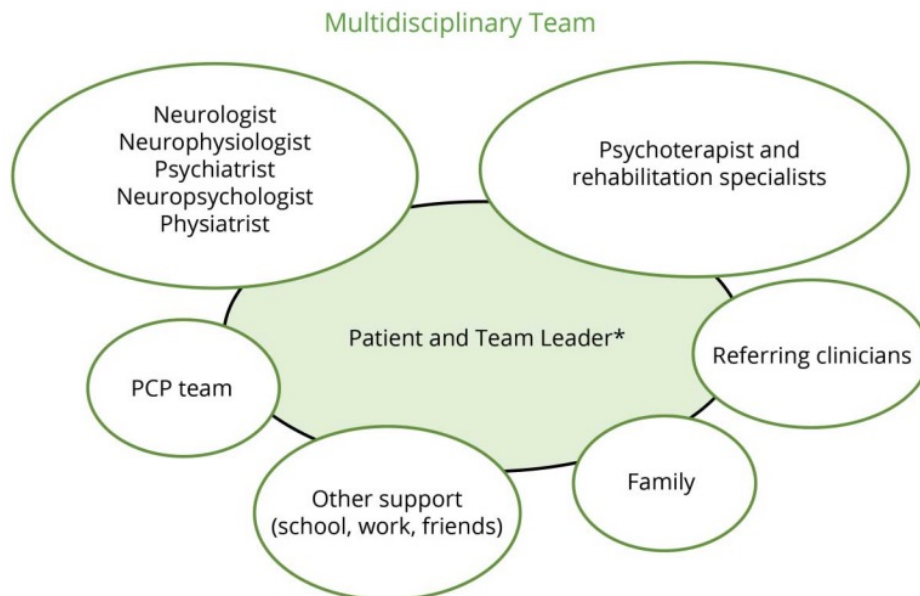 Multidisciplinary Team
Neurologist
Neurophysiologist
Psychiatrist
Neuropsychologist
Physiatrist
Psychoterapist and
rehabilitation specialists
Patient and Team Leader*
Referring clinicians
PCP team
Family
Other support
(school, work, friends)